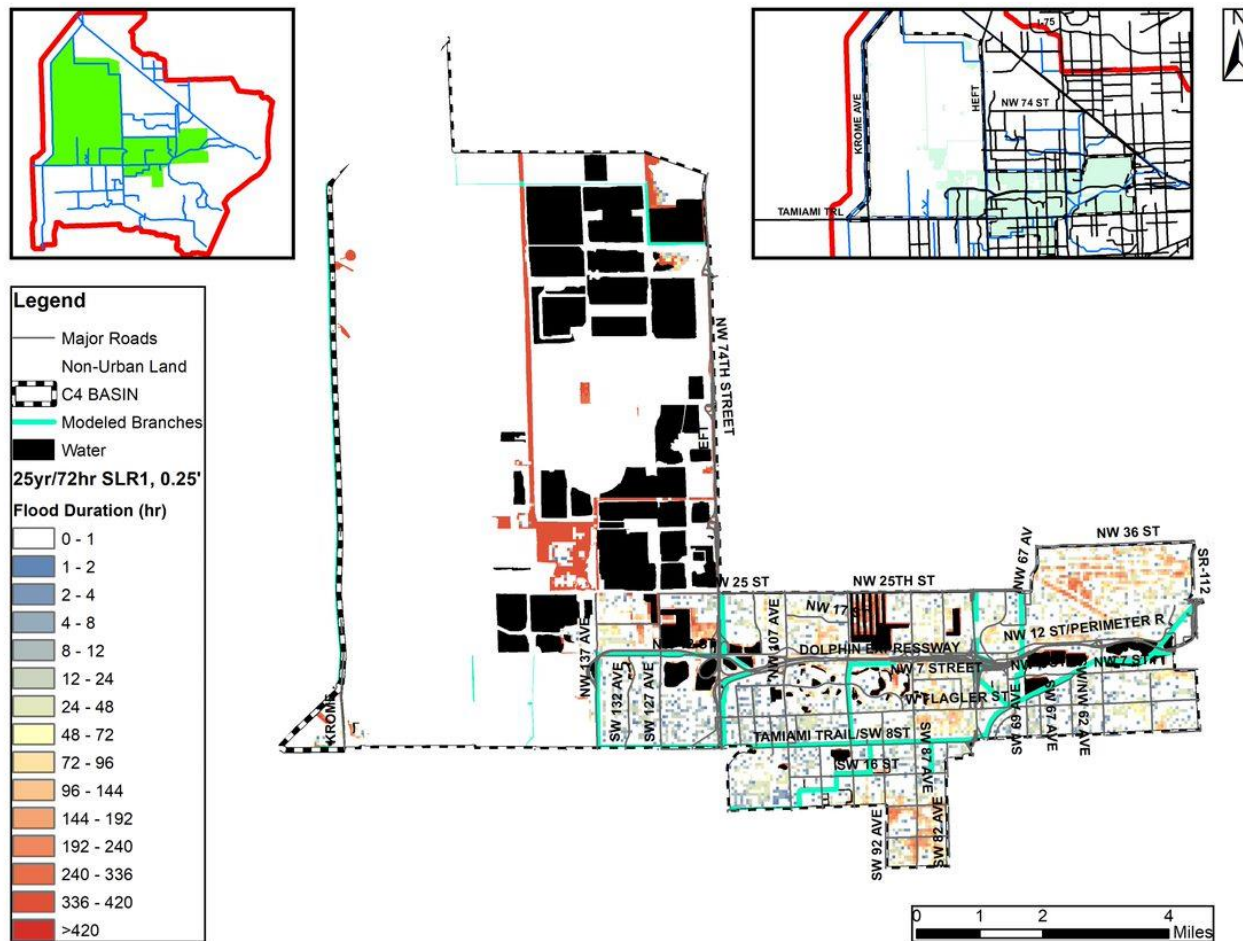 I-75
NW 74 ST
HEFT
KROME AVE
TAMIAMI TRL
N
Legend
Major Roads
Non-Urban Land
C4 BASIN
Modeled Branches
Water
25yr/72hr SLR1, 0.25'
Flood Duration (hr)
0 - 1
1 - 2
2 - 4
4 - 8
8 - 12
12 - 24
24 - 48
48 - 72
72 - 96
96 - 144
144 - 192
192 - 240
240 - 336
336 - 420
>420
NW 74TH STREET
NW 67 AV
NW 36 ST
SR-112
W 25 ST
NW 25TH ST
NW 137 AVE
NW 107 AVE
NW 17 ST
NW 12 ST/PERIMETER R
DOLPHIN EXPRESSWAY
NW 7 STREET
NW 7 ST
W FLAGLER ST
SW 132 AVE
SW 127 AVE
SW 69 AVE
SW 67 AVE
SW/NW 62 AVE
KROME
TAMIAMI TRAIL/SW 8ST
SW 16 ST
SW 87 AVE
SW 92 AVE
SW 82 AVE
0 1 2 4
Miles